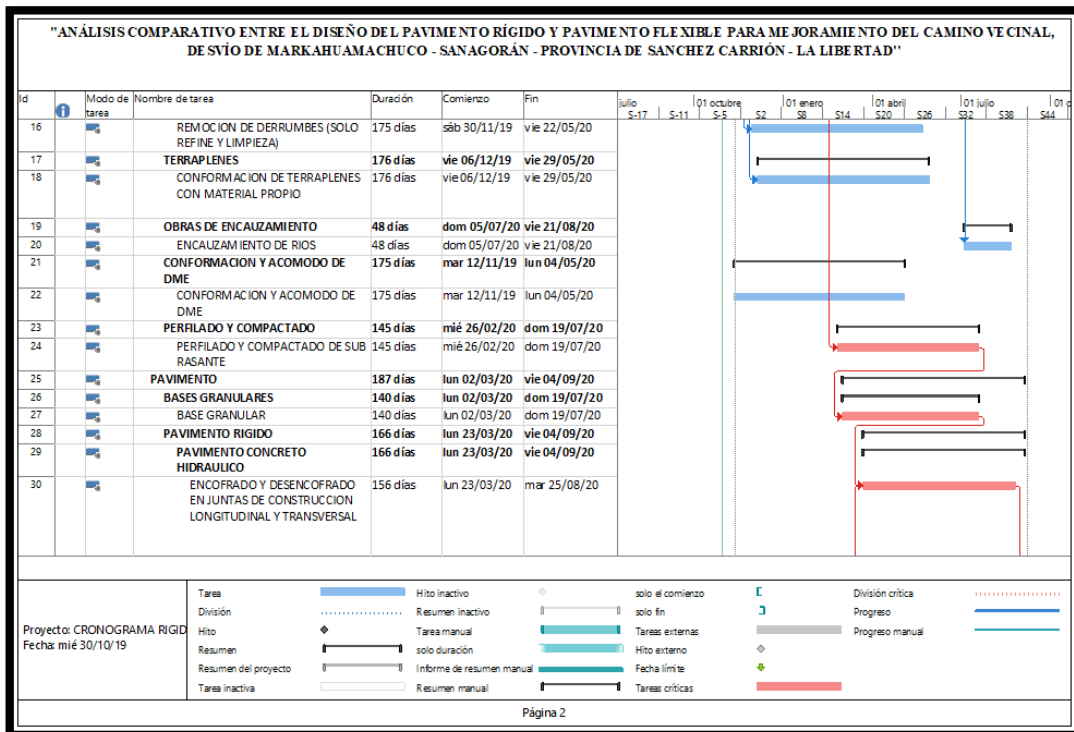 "ANÁLISIS COMPARATIVO ENTRE EL DISEÑO DEL PAVIMENTO RÍGIDO Y PAVIMENTO FLEXIBLE PARA MEJORAMIENTO DEL CAMINO VECINAL,
DESVÍO DE MARKAHUAMACHUCO - SANAGORÁN - PROVINCIA DE SANCHEZ CARRIÓN - LA LIBERTAD"
Id Modo de tarea Nombre de tarea Duración Comienzo Fin
julio 01 octubre 01 enero 01 abril 01 julio 01 o
S-17 S-11 S-5 S2 S8 S14 S20 S26 S32 S38 S44
16 REMOCION DE DERRUMBES (SOLO 175 días sáb 30/11/19 vie 22/05/20
REFINE Y LIMPIEZA)
17 TERRAPLENES 176 días vie 06/12/19 vie 29/05/20
18 CONFORMACION DE TERRAPLENES 176 días vie 06/12/19 vie 29/05/20
CON MATERIAL PROPIO
19 OBRAS DE ENCAUZAMIENTO 48 días dom 05/07/20 vie 21/08/20
20 ENCAUZAMIENTO DE RIOS 48 días dom 05/07/20 vie 21/08/20
21 CONFORMACION Y ACOMODO DE 175 días mar 12/11/19 lun 04/05/20
DME
22 CONFORMACION Y ACOMODO DE 175 días mar 12/11/19 lun 04/05/20
DME
23 PERFILADO Y COMPACTADO 145 días mié 26/02/20 dom 19/07/20
24 PERFILADO Y COMPACTADO DE SUB 145 días mié 26/02/20 dom 19/07/20
RASANTE
25 PAVIMENTO 187 días lun 02/03/20 vie 04/09/20
26 BASES GRANULARES 140 días lun 02/03/20 dom 19/07/20
27 BASE GRANULAR 140 días lun 02/03/20 dom 19/07/20
28 PAVIMENTO RIGIDO 166 días lun 23/03/20 vie 04/09/20
29 PAVIMENTO CONCRETO 166 días lun 23/03/20 vie 04/09/20
HIDRAULICO
30 ENCOFRADO Y DESENCOFRADO 156 días lun 23/03/20 mar 25/08/20
EN JUNTAS DE CONSTRUCCION
LONGITUDINAL Y TRANSVERSAL
Proyecto: CRONOGRAMA RIGID
Fecha: mié 30/10/19
Tarea Hito inactivo solo el comienzo División crítica
División Resumen inactivo solo fin Progreso
Hito Tarea manual Tareas externas Progreso manual
Resumen solo duración Hito externo
Resumen del proyecto Informe de resumen manual Fecha límite
Tarea inactiva Resumen manual Tareas críticas
Página 2